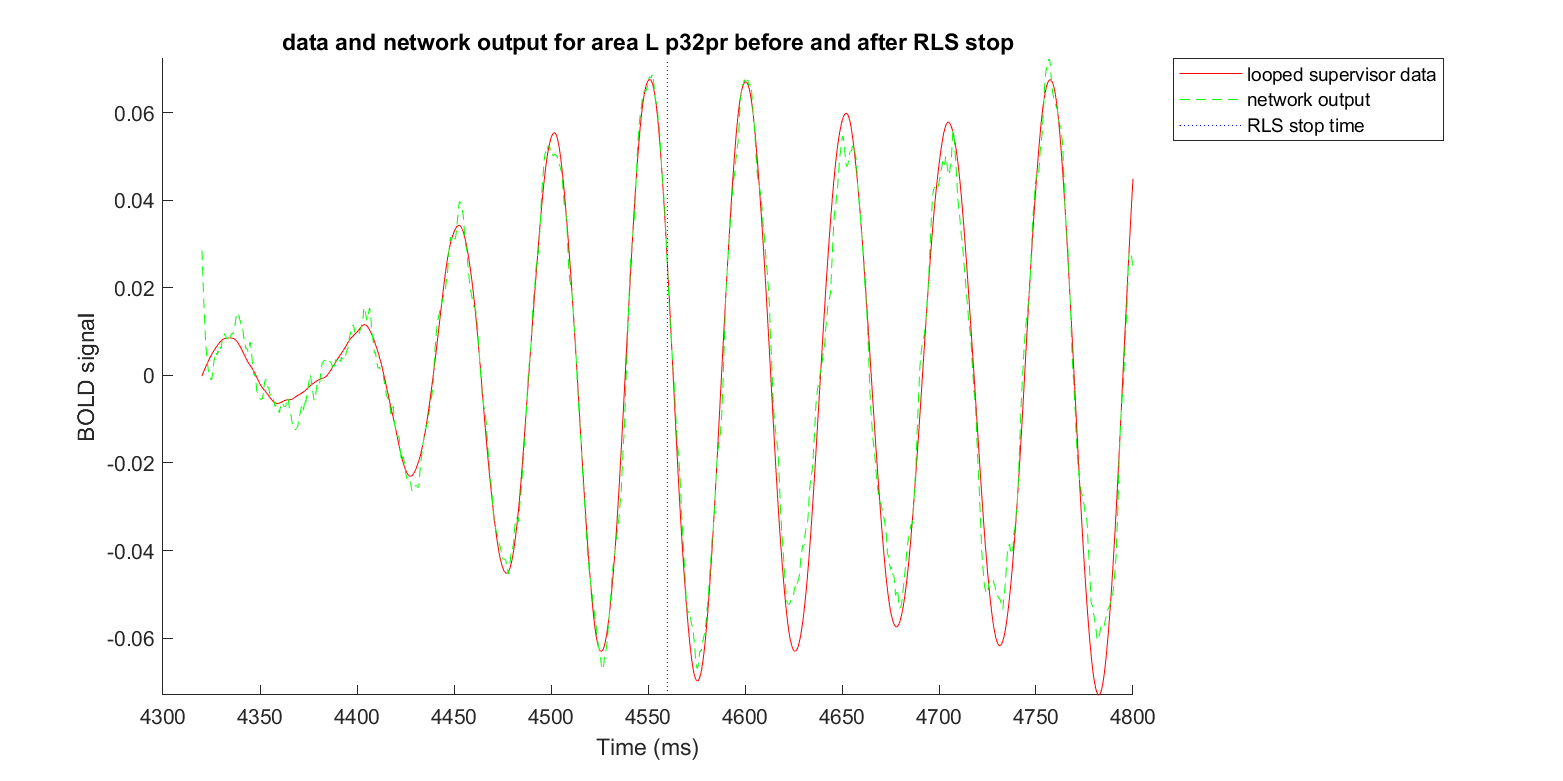 data and network output for area L p32pr before and after RLS stop
looped supervisor data
network output
RLS stop time
BOLD signal
0.06
0.04
0.02
0
-0.02
-0.04
-0.06
4300 4350 4400 4450 4500 4550 4600 4650 4700 4750 4800
Time (ms)